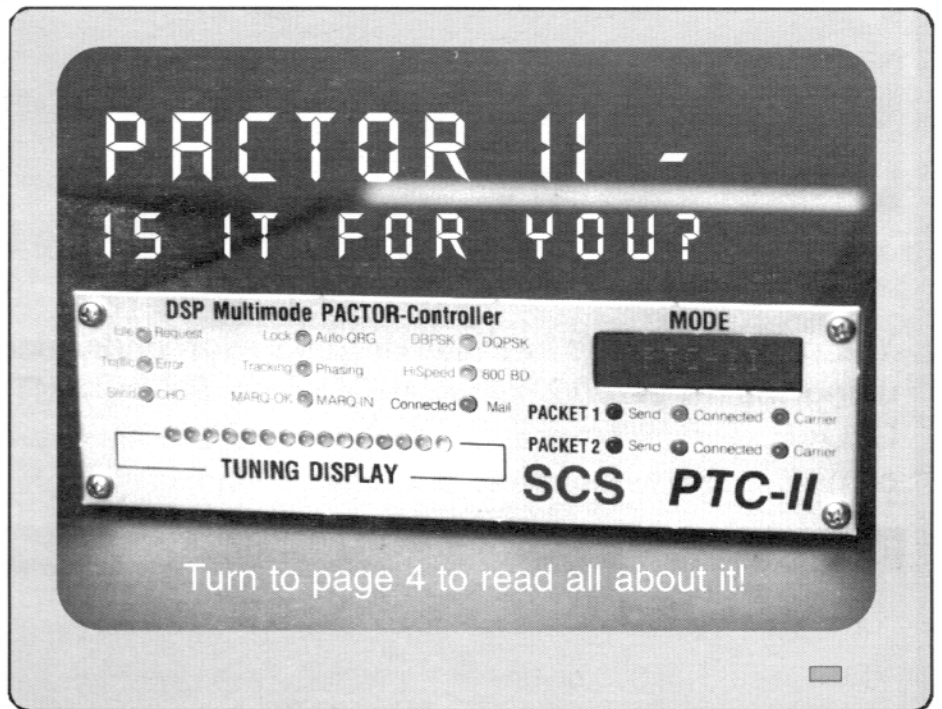 PACTOR II -
IS IT FOR YOU?
DSP Multimode PACTOR-Controller
MODE
Idle Request Lock Auto-QRG DBPSK DQPSK
PTC-II
Traffic Error Tracking Phasing HiSpeed 800 BD
Send CHO MARQ-OK MARQ-IN Connected Mail
PACKET 1 Send Connected Carrier
PACKET 2 Send Connected Carrier
TUNING DISPLAY
SCS PTC-II
Turn to page 4 to read all about it!